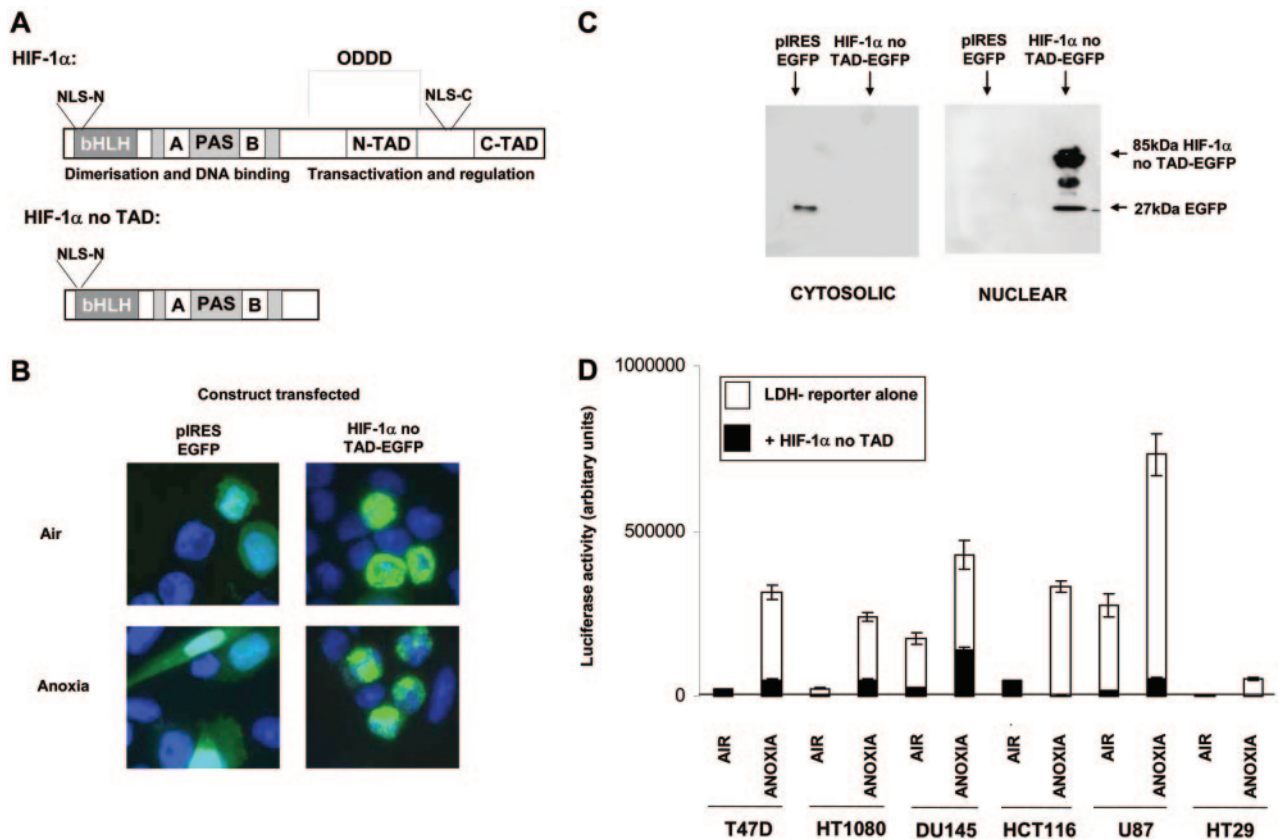 A
HIF-1α:
ODDD
NLS-N
NLS-C
bHLH
A
PAS
B
N-TAD
C-TAD
Dimerisation and DNA binding
Transactivation and regulation
HIF-1α no TAD:
NLS-N
bHLH
A
PAS
B
B
Construct transfected
pIRES
EGFP
HIF-1α no
TAD-EGFP
Air
Anoxia
C
pIRES
EGFP
HIF-1α no
TAD-EGFP
pIRES
EGFP
HIF-1α no
TAD-EGFP
85kDa HIF-1α
no TAD-EGFP
27kDa EGFP
CYTOSOLIC
NUCLEAR
D
Luciferase activity (arbitary units)
1000000
500000
0
LDH- reporter alone
+ HIF-1α no TAD
AIR
ANOXIA
AIR
ANOXIA
AIR
ANOXIA
AIR
ANOXIA
AIR
ANOXIA
AIR
ANOXIA
T47D
HT1080
DU145
HCT116
U87
HT29